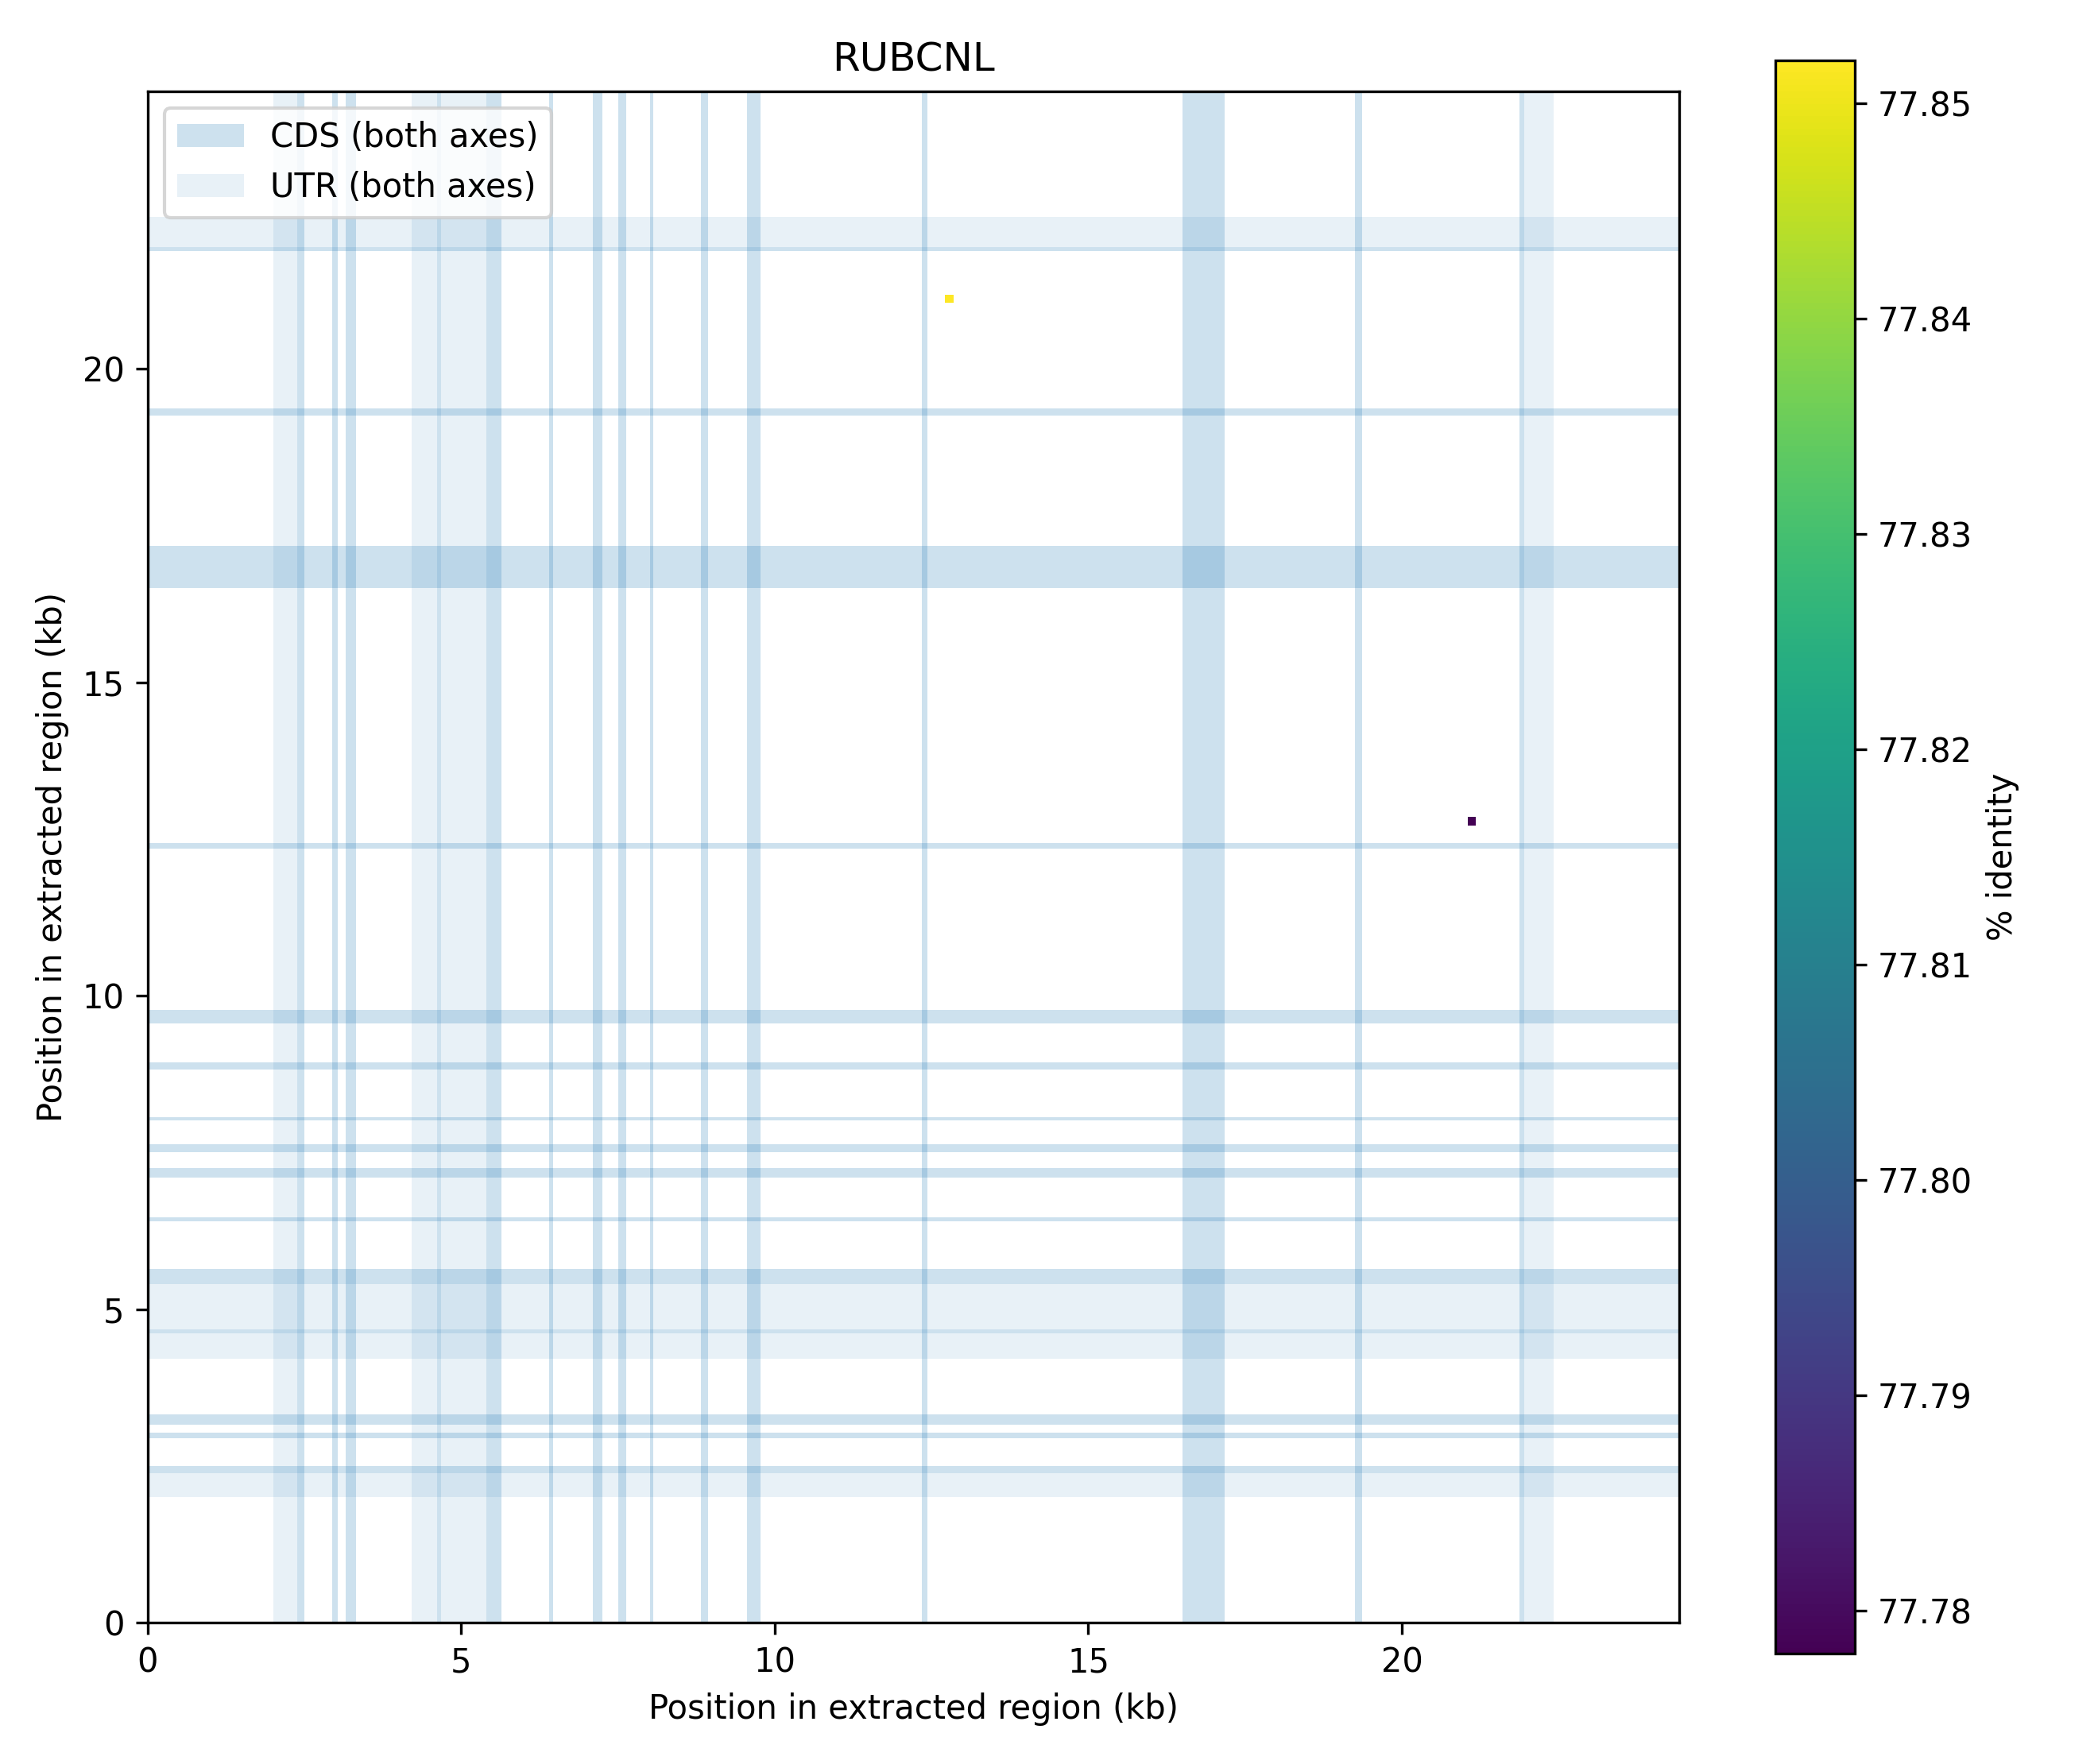 RUBCNL
CDS (both axes)
UTR (both axes)
Position in extracted region (kb)
20
15
10
5
0
0 5 10 15 20
Position in extracted region (kb)
77.85
77.84
77.83
77.82
77.81
77.80
77.79
77.78
% identity